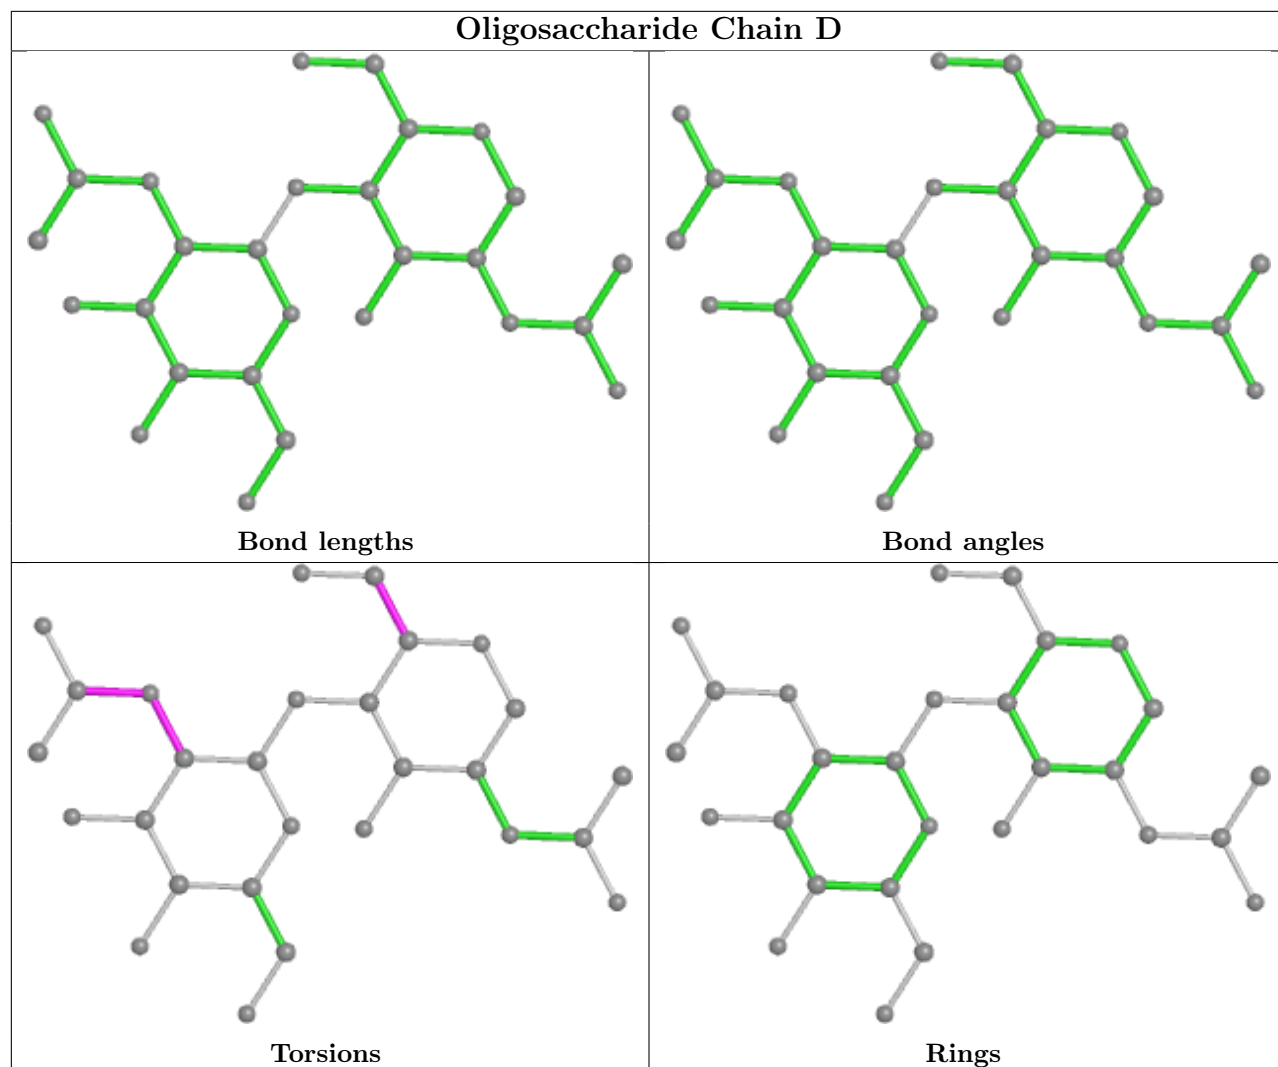 Oligosaccharide Chain D
Bond lengths
Bond angles
Torsions
Rings